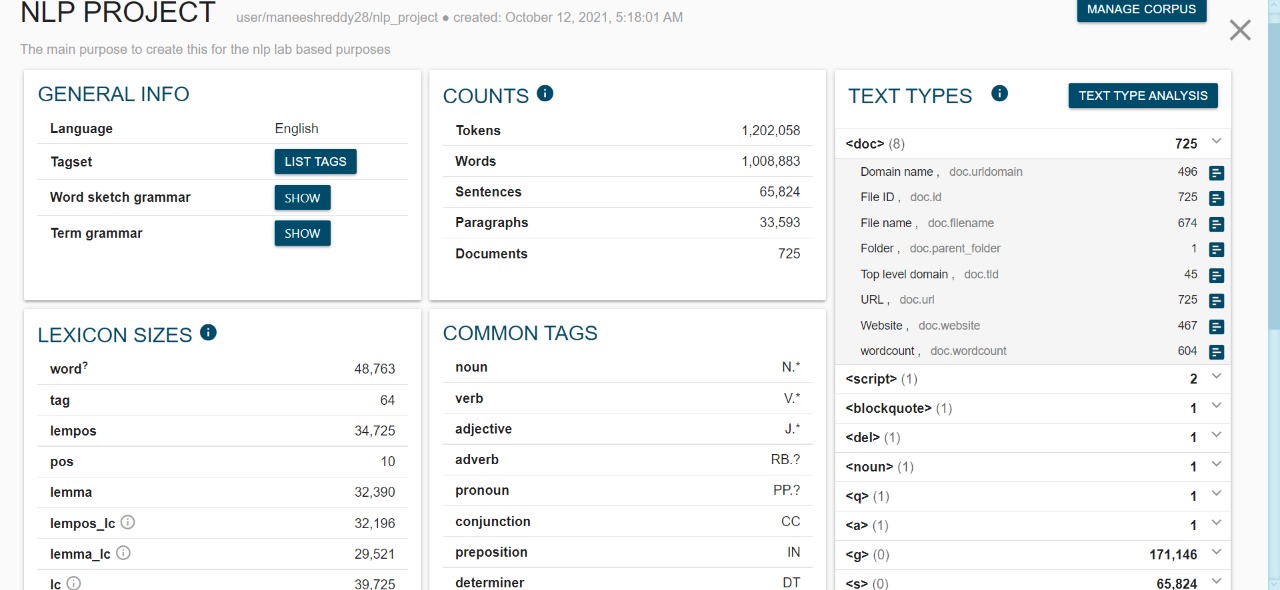 NLP PROJECT user/maneeshreddy28/nlp_project ● created: October 12, 2021, 5:18:01 AM
MANAGE CORPUS
The main purpose to create this for the nlp lab based purposes
GENERAL INFO
Language English
Tagset LIST TAGS
Word sketch grammar SHOW
Term grammar SHOW
COUNTS
Tokens 1,202,058
Words 1,008,883
Sentences 65,824
Paragraphs 33,593
Documents 725
TEXT TYPES TEXT TYPE ANALYSIS
<doc> (8) 725
Domain name , doc.urldomain 496
File ID , doc.id 725
File name , doc.filename 674
Folder , doc.parent_folder 1
Top level domain , doc.tld 45
URL , doc.url 725
Website , doc.website 467
wordcount , doc.wordcount 604
<script> (1) 2
<blockquote> (1) 1
<del> (1) 1
<noun> (1) 1
<q> (1) 1
<a> (1) 1
<g> (0) 171,146
<s> (0) 65,824
LEXICON SIZES
word? 48,763
tag 64
lempos 34,725
pos 10
lemma 32,390
lempos_lc 32,196
lemma_lc 29,521
lc 39,725
COMMON TAGS
noun N.*
verb V.*
adjective J.*
adverb RB.?
pronoun PP.?
conjunction CC
preposition IN
determiner DT